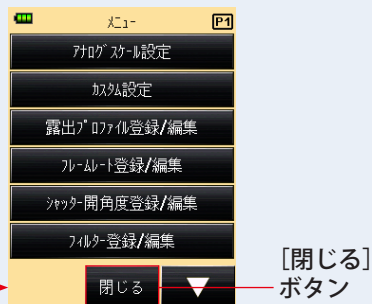 メニュー P1
アナログスケール設定
カスタム設定
露出プロファイル登録/編集
フレームレート登録/編集
シャッター開角度登録/編集
フィルター登録/編集
閉じる
[閉じる]
ボタン